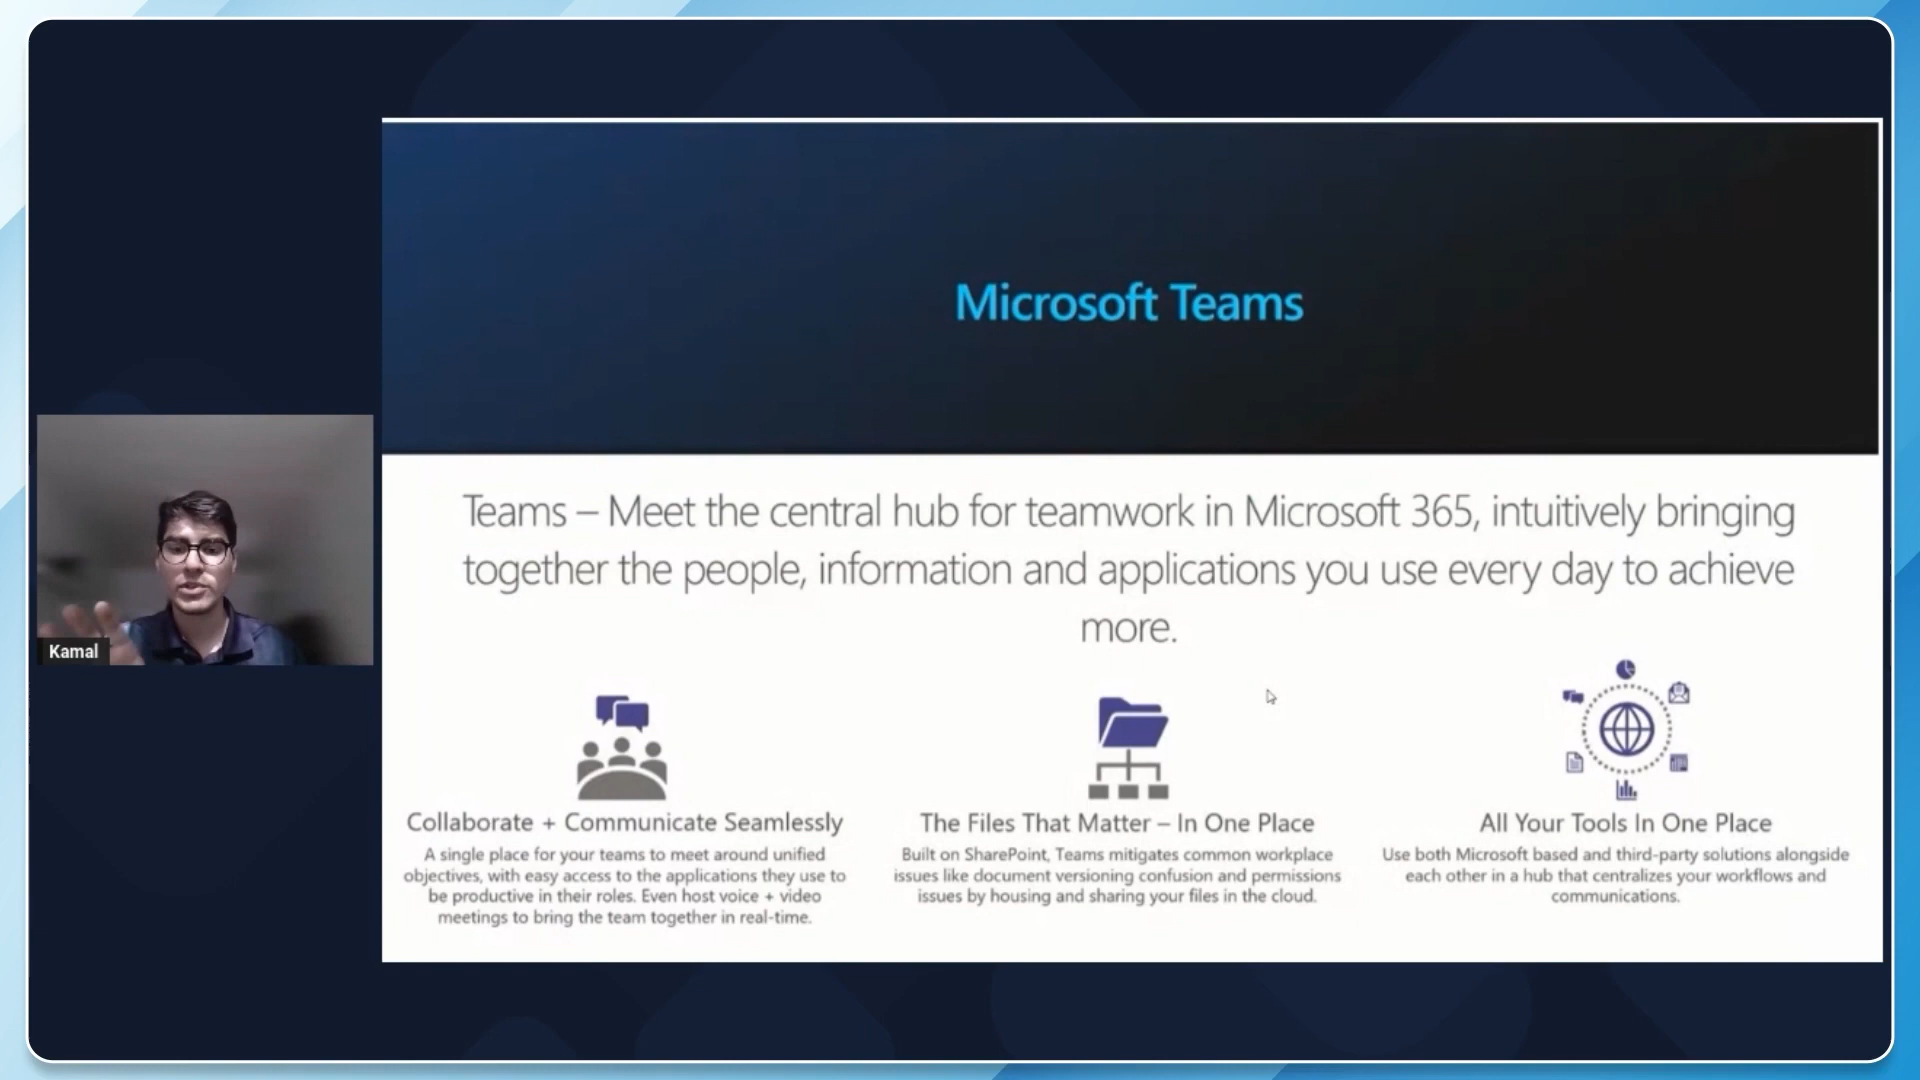 Microsoft Teams
Teams – Meet the central hub for teamwork in Microsoft 365, intuitively bringing
together the people, information and applications you use every day to achieve
more.
Kamal
Collaborate + Communicate Seamlessly
A single place for your teams to meet around unified
objectives, with easy access to the applications they use to
be productive in their roles. Even host voice + video
meetings to bring the team together in real-time.
The Files That Matter – In One Place
Built on SharePoint, Teams mitigates common workplace
issues like document versioning confusion and permissions
issues by housing and sharing your files in the cloud.
All Your Tools In One Place
Use both Microsoft based and third-party solutions alongside
each other in a hub that centralizes your workflows and
communications.